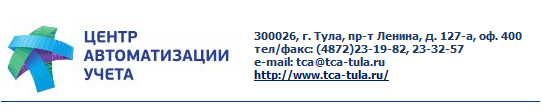 ЦЕНТР
АВТОМАТИЗАЦИИ
УЧЕТА
300026, г. Тула, пр-т Ленина, д. 127-а, оф. 400
тел/факс: (4872)23-19-82, 23-32-57
e-mail: tca@tca-tula.ru
http://www.tca-tula.ru/